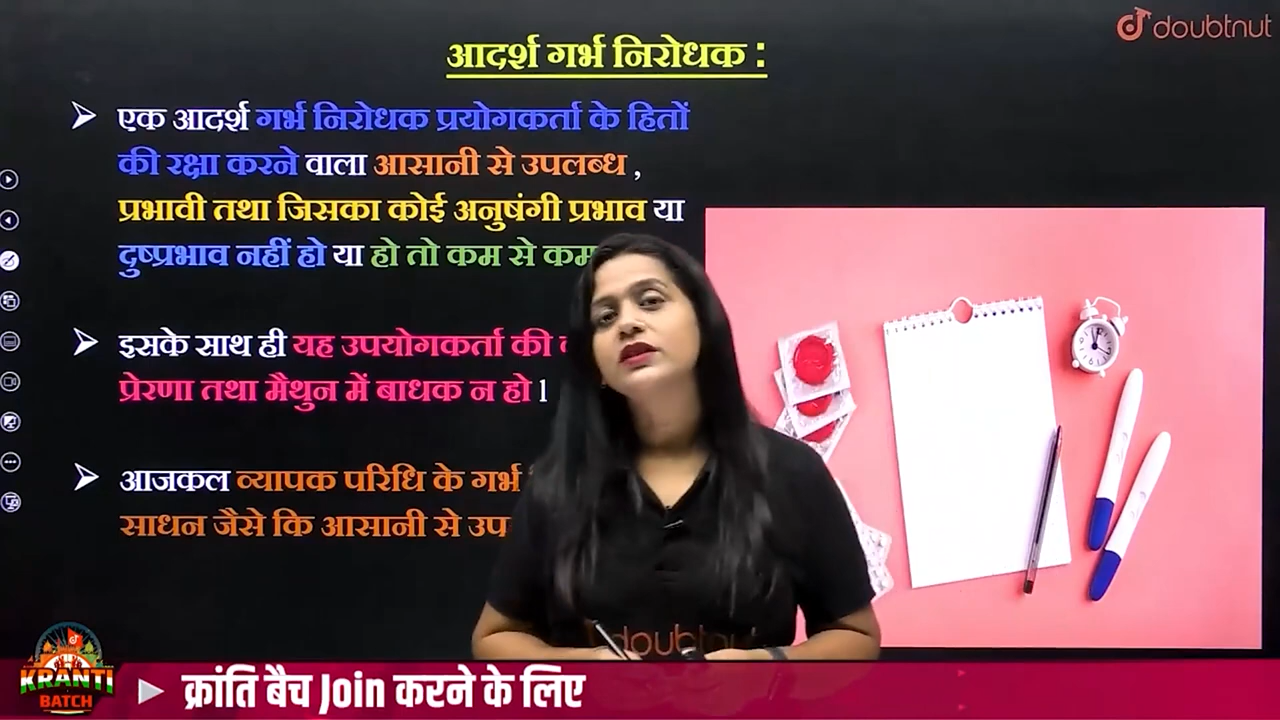 doubtnut
आदर्श गर्भ निरोधक :
➢ एक आदर्श गर्भ निरोधक प्रयोगकर्ता के हितों
की रक्षा करने वाला आसानी से उपलब्ध ,
प्रभावी तथा जिसका कोई अनुषंगी प्रभाव या
दुष्प्रभाव नहीं हो या हो तो कम से कम
➢ इसके साथ ही यह उपयोगकर्ता की
प्रेरणा तथा मैथुन में बाधक न हो l
➢ आजकल व्यापक परिधि के गर्भ
साधन जैसे कि आसानी से
doubtnut
KRANTI
BATCH
क्रांति बैच Join करने के लिए